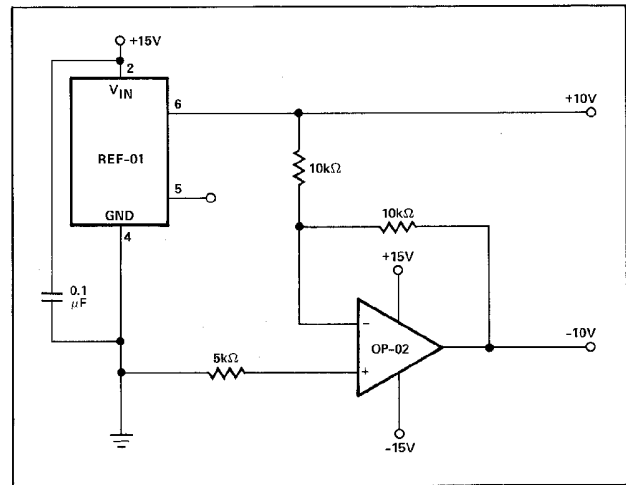 +15V
2
VIN
6
+10V
REF-01
10kΩ
5
10kΩ
GND
4
+15V
0.1
μF
−
OP-02
-10V
5kΩ
+
-15V